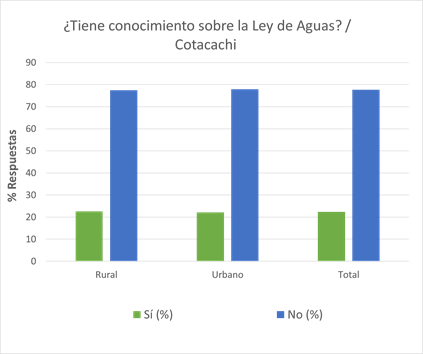 ¿Tiene conocimiento sobre la Ley de Aguas? /
Cotacachi
% Respuestas
90
80
70
60
50
40
30
20
10
0
Rural Urbano Total
Sí (%) No (%)